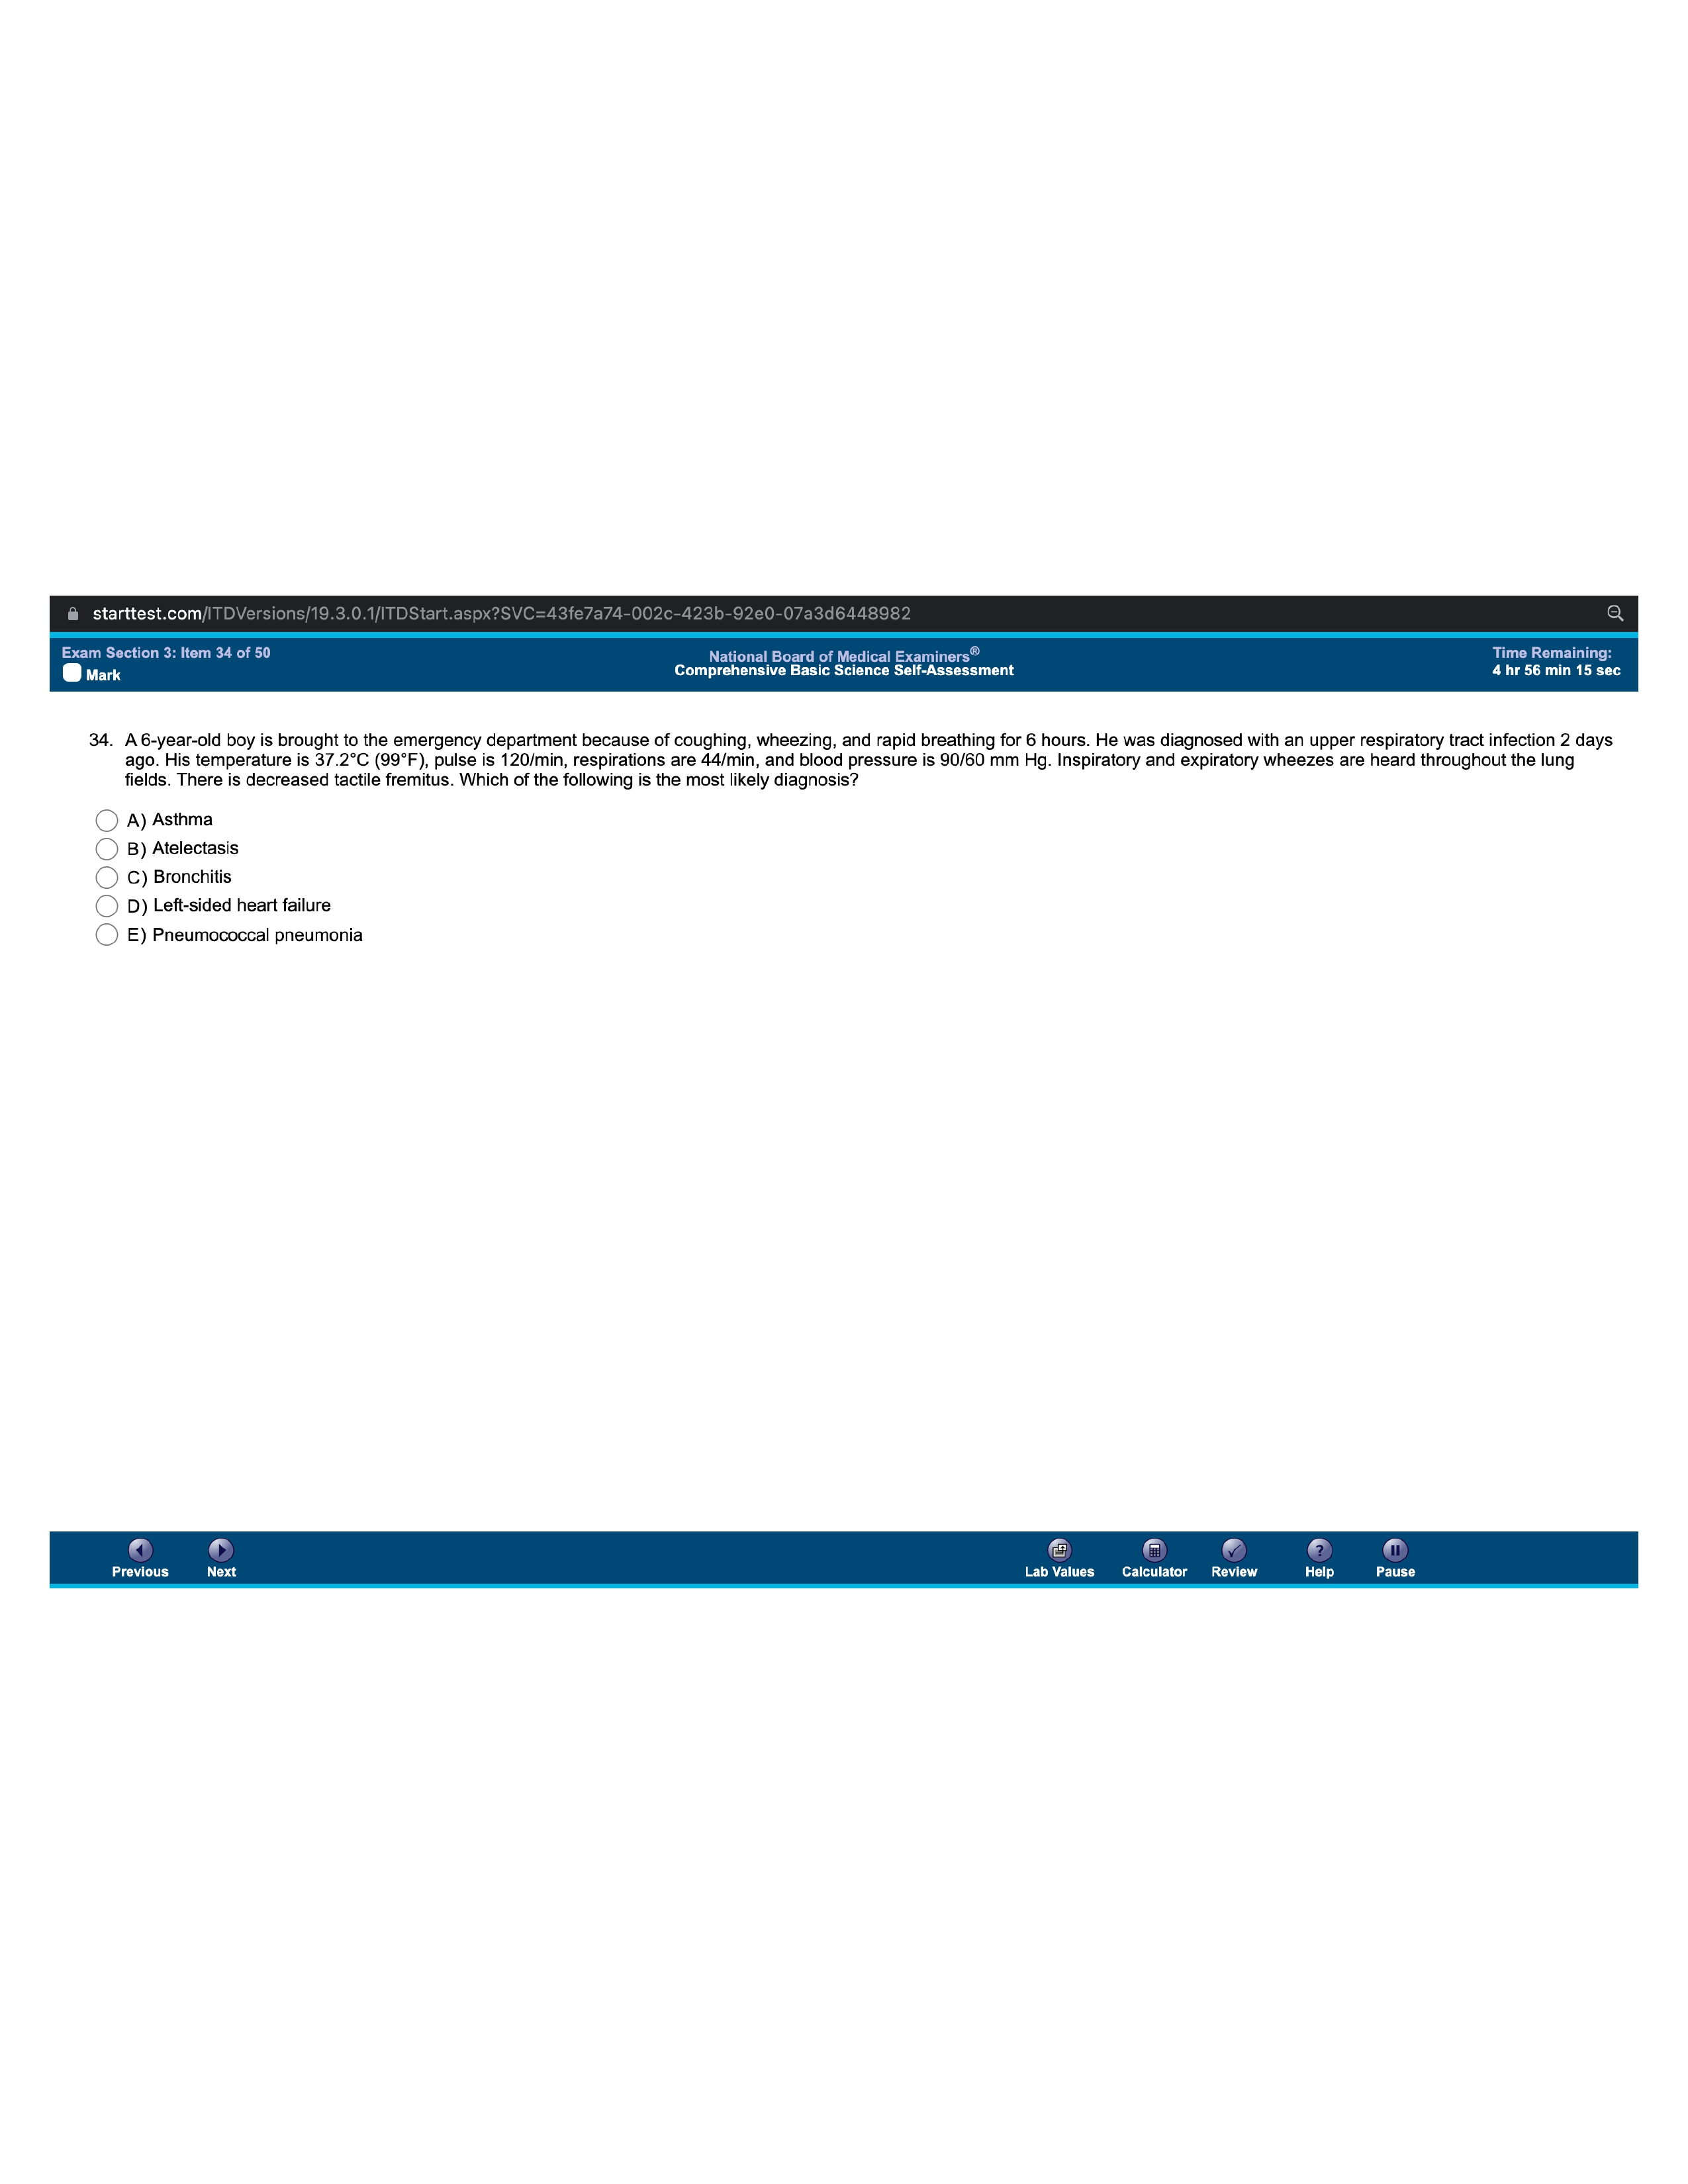 starttest.com/ITDVersions/19.3.0.1/ITDStart.aspx?SVC=43fe7a74-002c-423b-92e0-07a3d6448982
Exam Section 3: Item 34 of 50
Mark
National Board of Medical Examiners®
Comprehensive Basic Science Self-Assessment
Time Remaining:
4 hr 56 min 15 sec
34. A 6-year-old boy is brought to the emergency department because of coughing, wheezing, and rapid breathing for 6 hours. He was diagnosed with an upper respiratory tract infection 2 days
ago. His temperature is 37.2°C (99°F), pulse is 120/min, respirations are 44/min, and blood pressure is 90/60 mm Hg. Inspiratory and expiratory wheezes are heard throughout the lung
fields. There is decreased tactile fremitus. Which of the following is the most likely diagnosis?
A) Asthma
B) Atelectasis
C) Bronchitis
D) Left-sided heart failure
E) Pneumococcal pneumonia
Previous
Next
Lab Values
Calculator
Review
Help
Pause